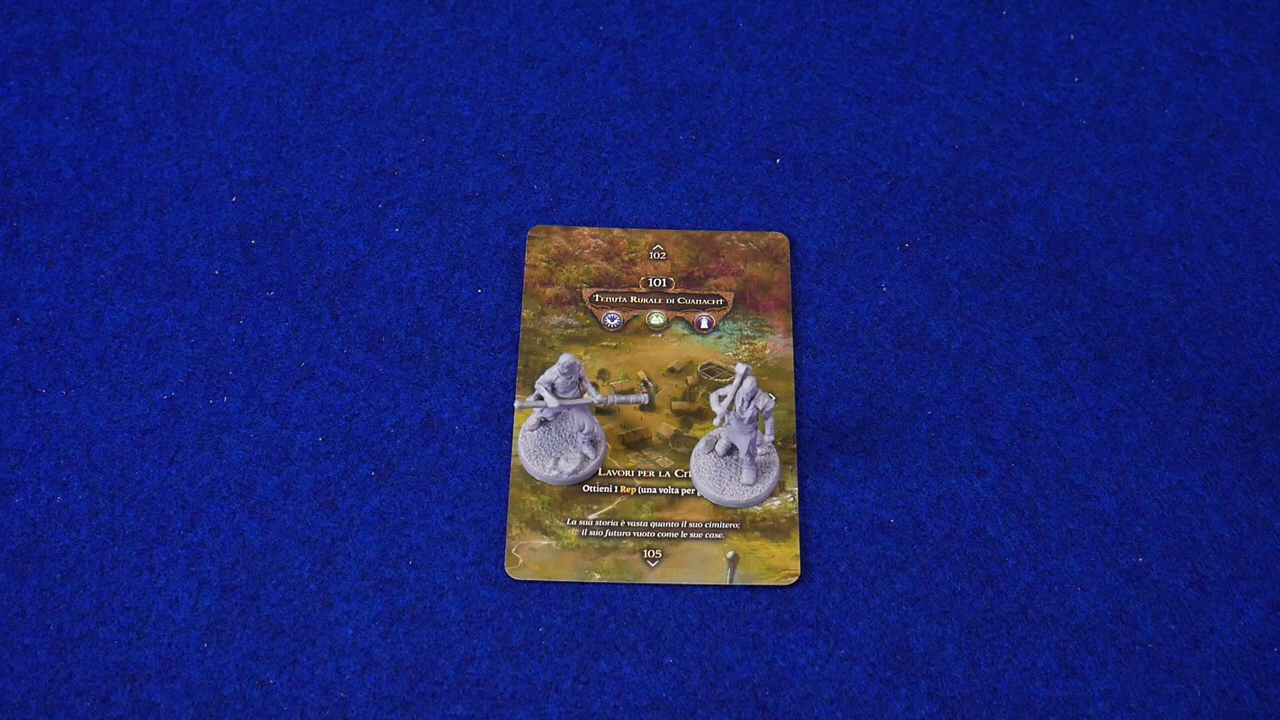 102
101
Tenuta Rurale di Cuanacht
Lavori per la
Ottieni 1 Rep (una volta per
La sua storia è vasta quanto il suo cimitero;
il suo futuro vuoto come le sue case.
105